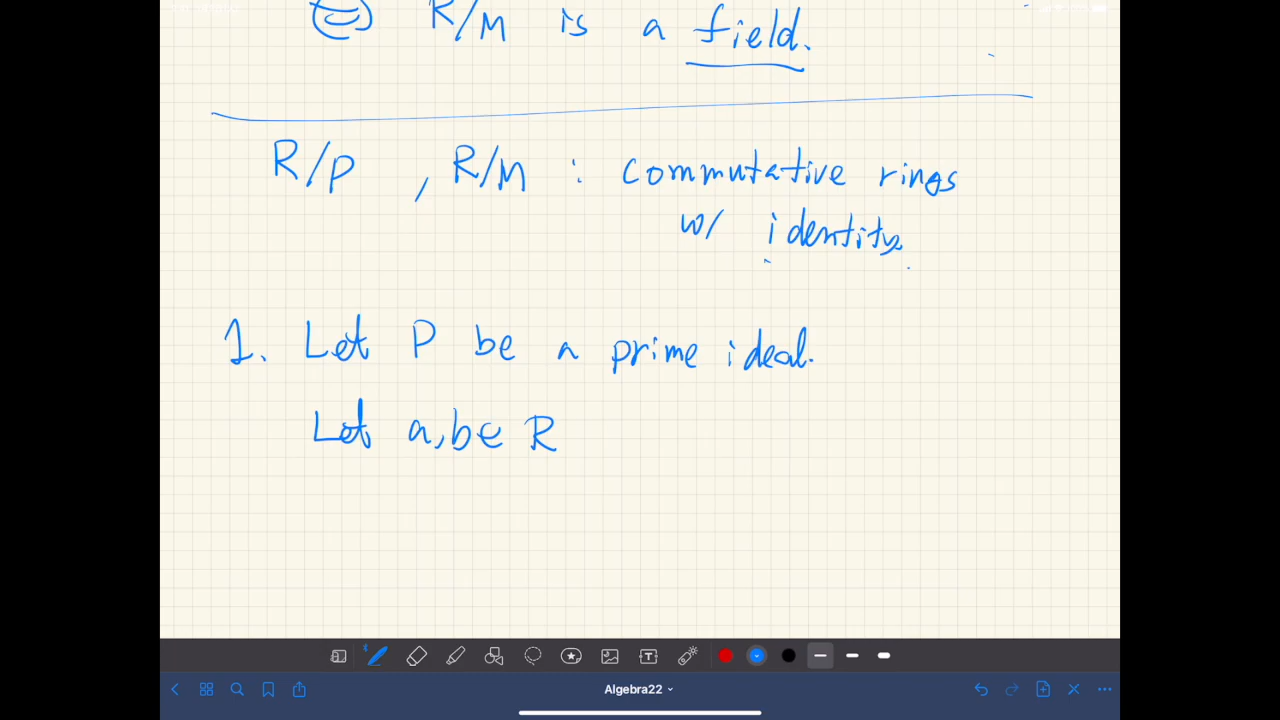 R/M is a field.
R/P , R/M : commutative rings
w/ identity
1. Let P be a prime ideal.
Let a, b ∈ R
Algebra22